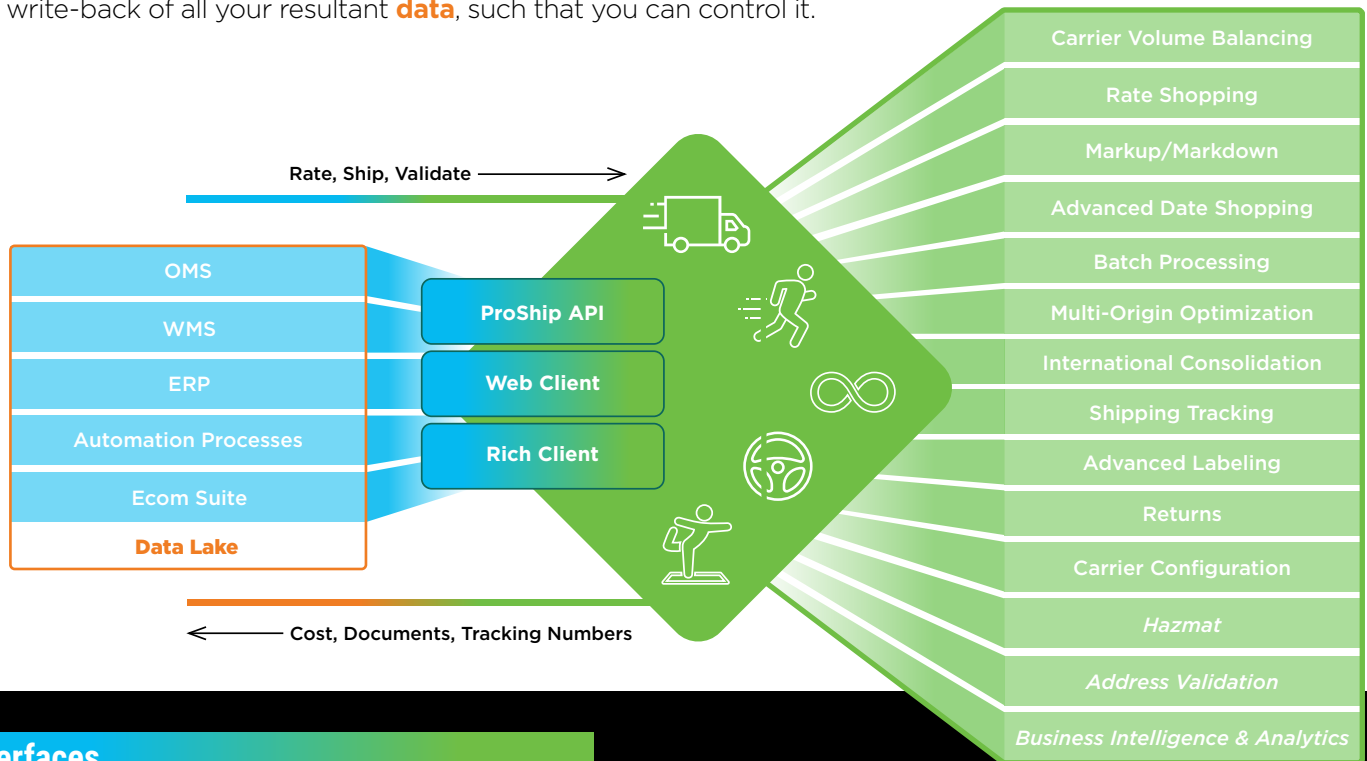 write-back of all your resultant data, such that you can control it.
Rate, Ship, Validate
OMS
WMS
ERP
Automation Processes
Ecom Suite
Data Lake
ProShip API
Web Client
Rich Client
Cost, Documents, Tracking Numbers
Carrier Volume Balancing
Rate Shopping
Markup/Markdown
Advanced Date Shopping
Batch Processing
Multi-Origin Optimization
International Consolidation
Shipping Tracking
Advanced Labeling
Returns
Carrier Configuration
Hazmat
Address Validation
Business Intelligence & Analytics